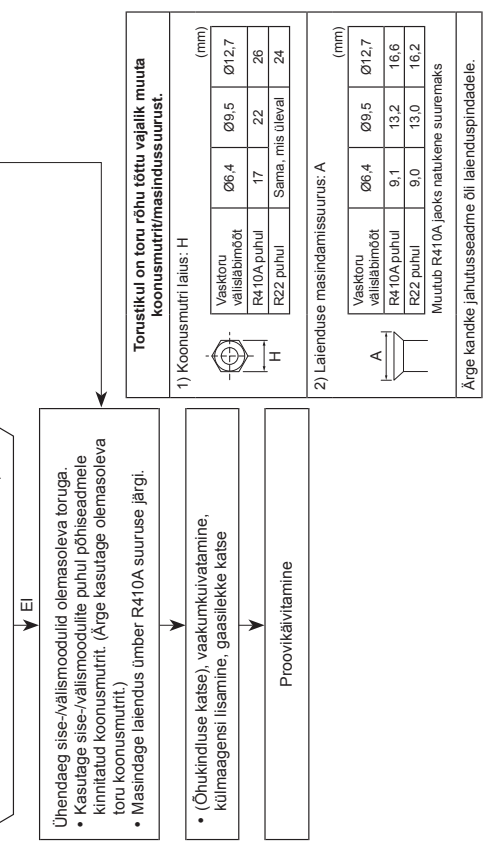 EI
Ühendaeg sise-/välismoodulid olemasoleva toruga.
• Kasutage sise-/välismoodulite puhul põhiseadmele
kinnitatud koonusmutrit. (Ärge kasutage olemasoleva
toru koonusmutrit.)
• Masindage laiendus ümber R410A suuruse järgi.
• (Õhukindluse katse), vaakumkuivatamine,
külmaagensi lisamine, gaasilekke katse
Proovikäivitamine
Torustikul on toru rõhu tõttu vajalik muuta
koonusmutrit/masindussuurust.
1) Koonusmutri laius: H
(mm)
H
Vasktoru
välisläbimõõt Ø6,4 Ø9,5 Ø12,7
R410A puhul 17 22 26
R22 puhul Sama, mis üleval 24
2) Laienduse masindamissuurus: A
(mm)
A
Vasktoru
välisläbimõõt Ø6,4 Ø9,5 Ø12,7
R410A puhul 9,1 13,2 16,6
R22 puhul 9,0 13,0 16,2
Muutub R410A jaoks natukene suuremaks
Ärge kandke jahutusseadme õli laienduspindadele.